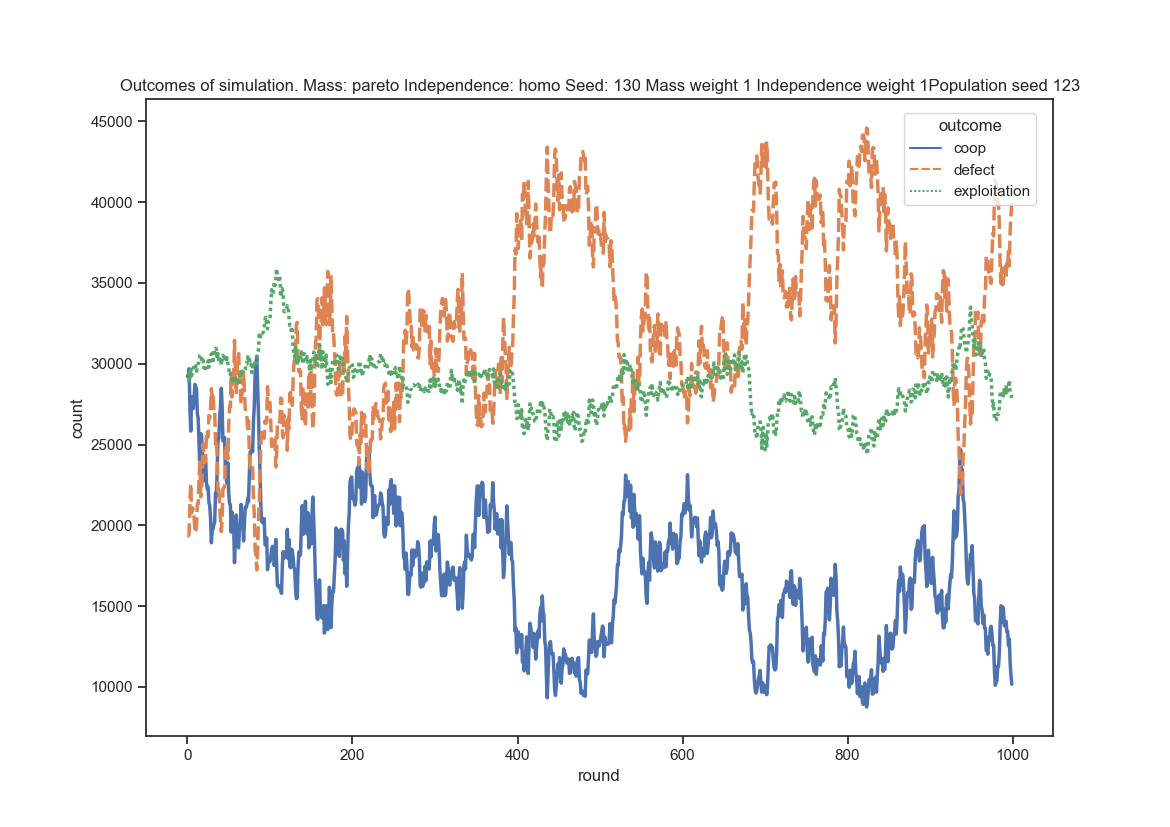 Outcomes of simulation. Mass: pareto Independence: homo Seed: 130 Mass weight 1 Independence weight 1Population seed 123
45000
40000
35000
30000
25000
20000
15000
10000
count
outcome
coop
defect
exploitation
0
200
400
600
800
1000
round